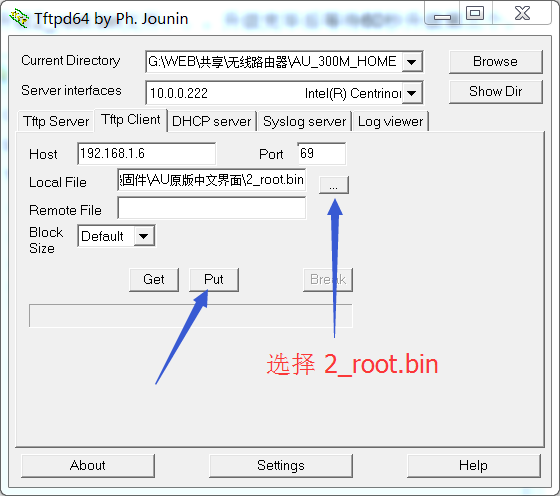 Tftpd64 by Ph. Jounin
Current Directory G:\WEB\共享\无线路由器\AU_300M_HOME Browse
Server interfaces 10.0.0.222 Intel(R) Centrino Show Dir
Tftp Server Tftp Client DHCP server Syslog server Log viewer
Host 192.168.1.6 Port 69
Local File 固件\AU原版中文界面\2_root.bin ...
Remote File
Block Size Default
Get Put Break
选择 2_root.bin
About Settings Help